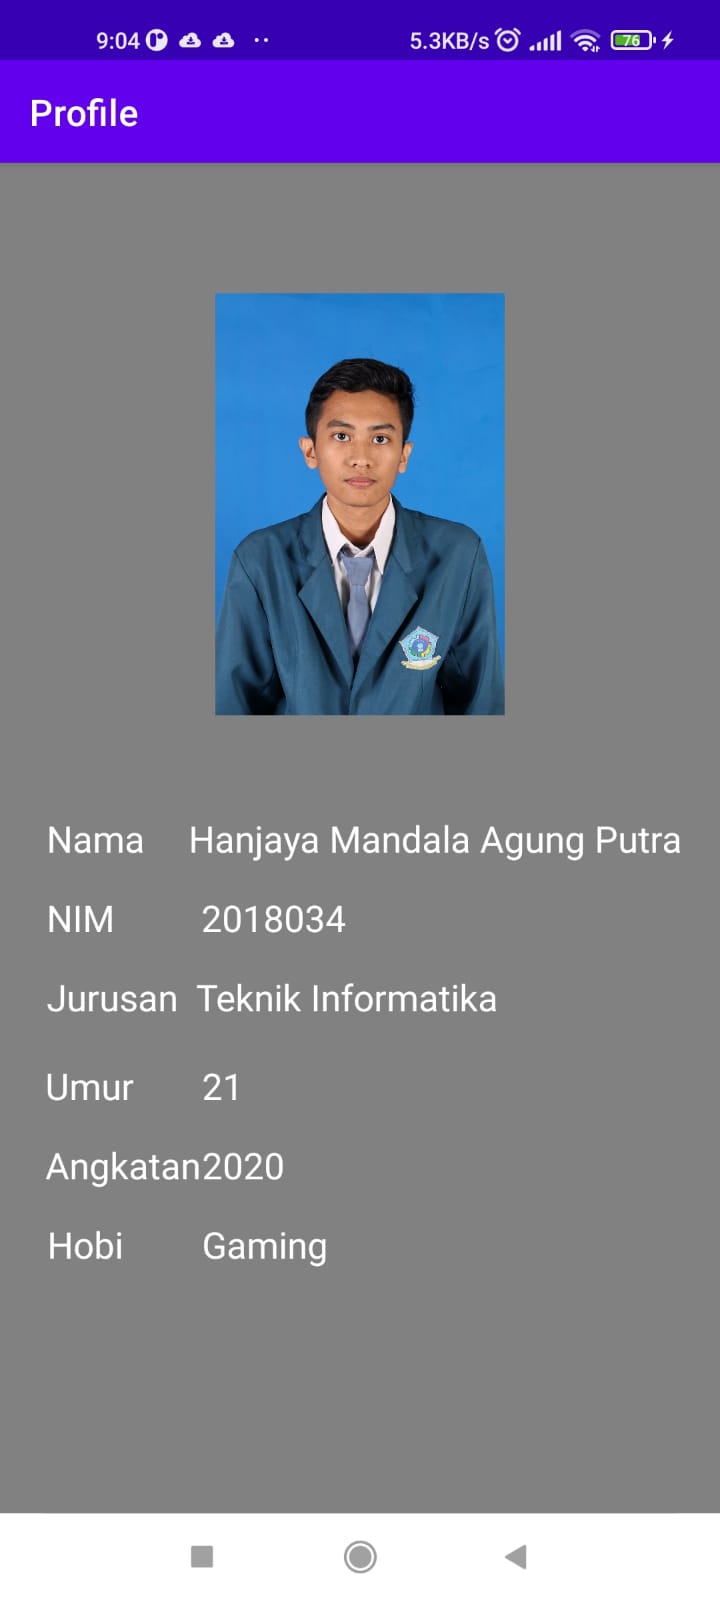 9:04 5.3KB/s 76
Profile
Nama Hanjaya Mandala Agung Putra
NIM 2018034
Jurusan Teknik Informatika
Umur 21
Angkatan2020
Hobi Gaming